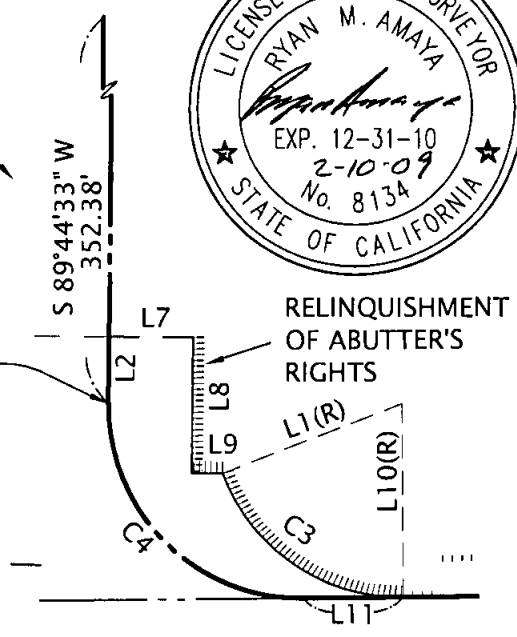 LICENSE
SURVEYOR
RYAN M. AMAYA
EXP. 12-31-10
2-10-09
No. 8134
STATE OF CALIFORNIA
S 89°44'33" W
352.38'
L7
L2
L8
L9
RELINQUISHMENT
OF ABUTTER'S
RIGHTS
L1(R)
L10(R)
C3
C4
L11